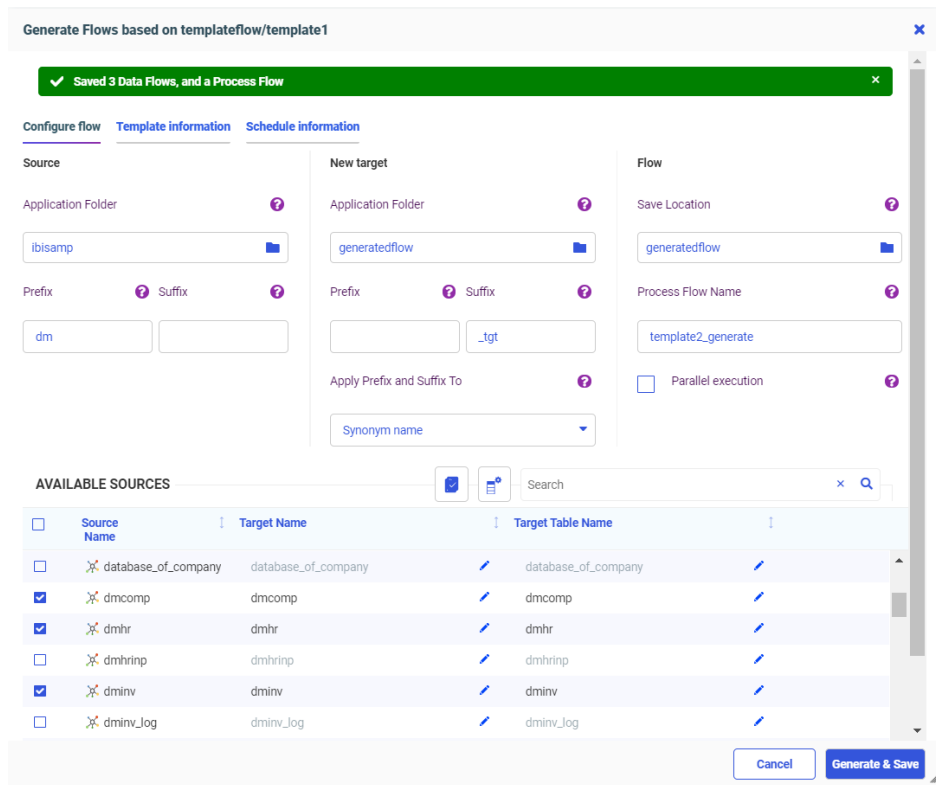 Generate Flows based on templateflow/template1
Saved 3 Data Flows, and a Process Flow
Configure flow Template information Schedule information
Source New target Flow
Application Folder Application Folder Save Location
ibisamp generatedflow generatedflow
Prefix Suffix Prefix Suffix Process Flow Name
dm _tgt template2_generate
Apply Prefix and Suffix To Parallel execution
Synonym name
AVAILABLE SOURCES Search
Source Name Target Name Target Table Name
database_of_company database_of_company database_of_company
dmcomp dmcomp dmcomp
dmhr dmhr dmhr
dmhrinp dmhrinp dmhrinp
dminv dminv dminv
dminv_log dminv_log dminv_log
Cancel Generate & Save